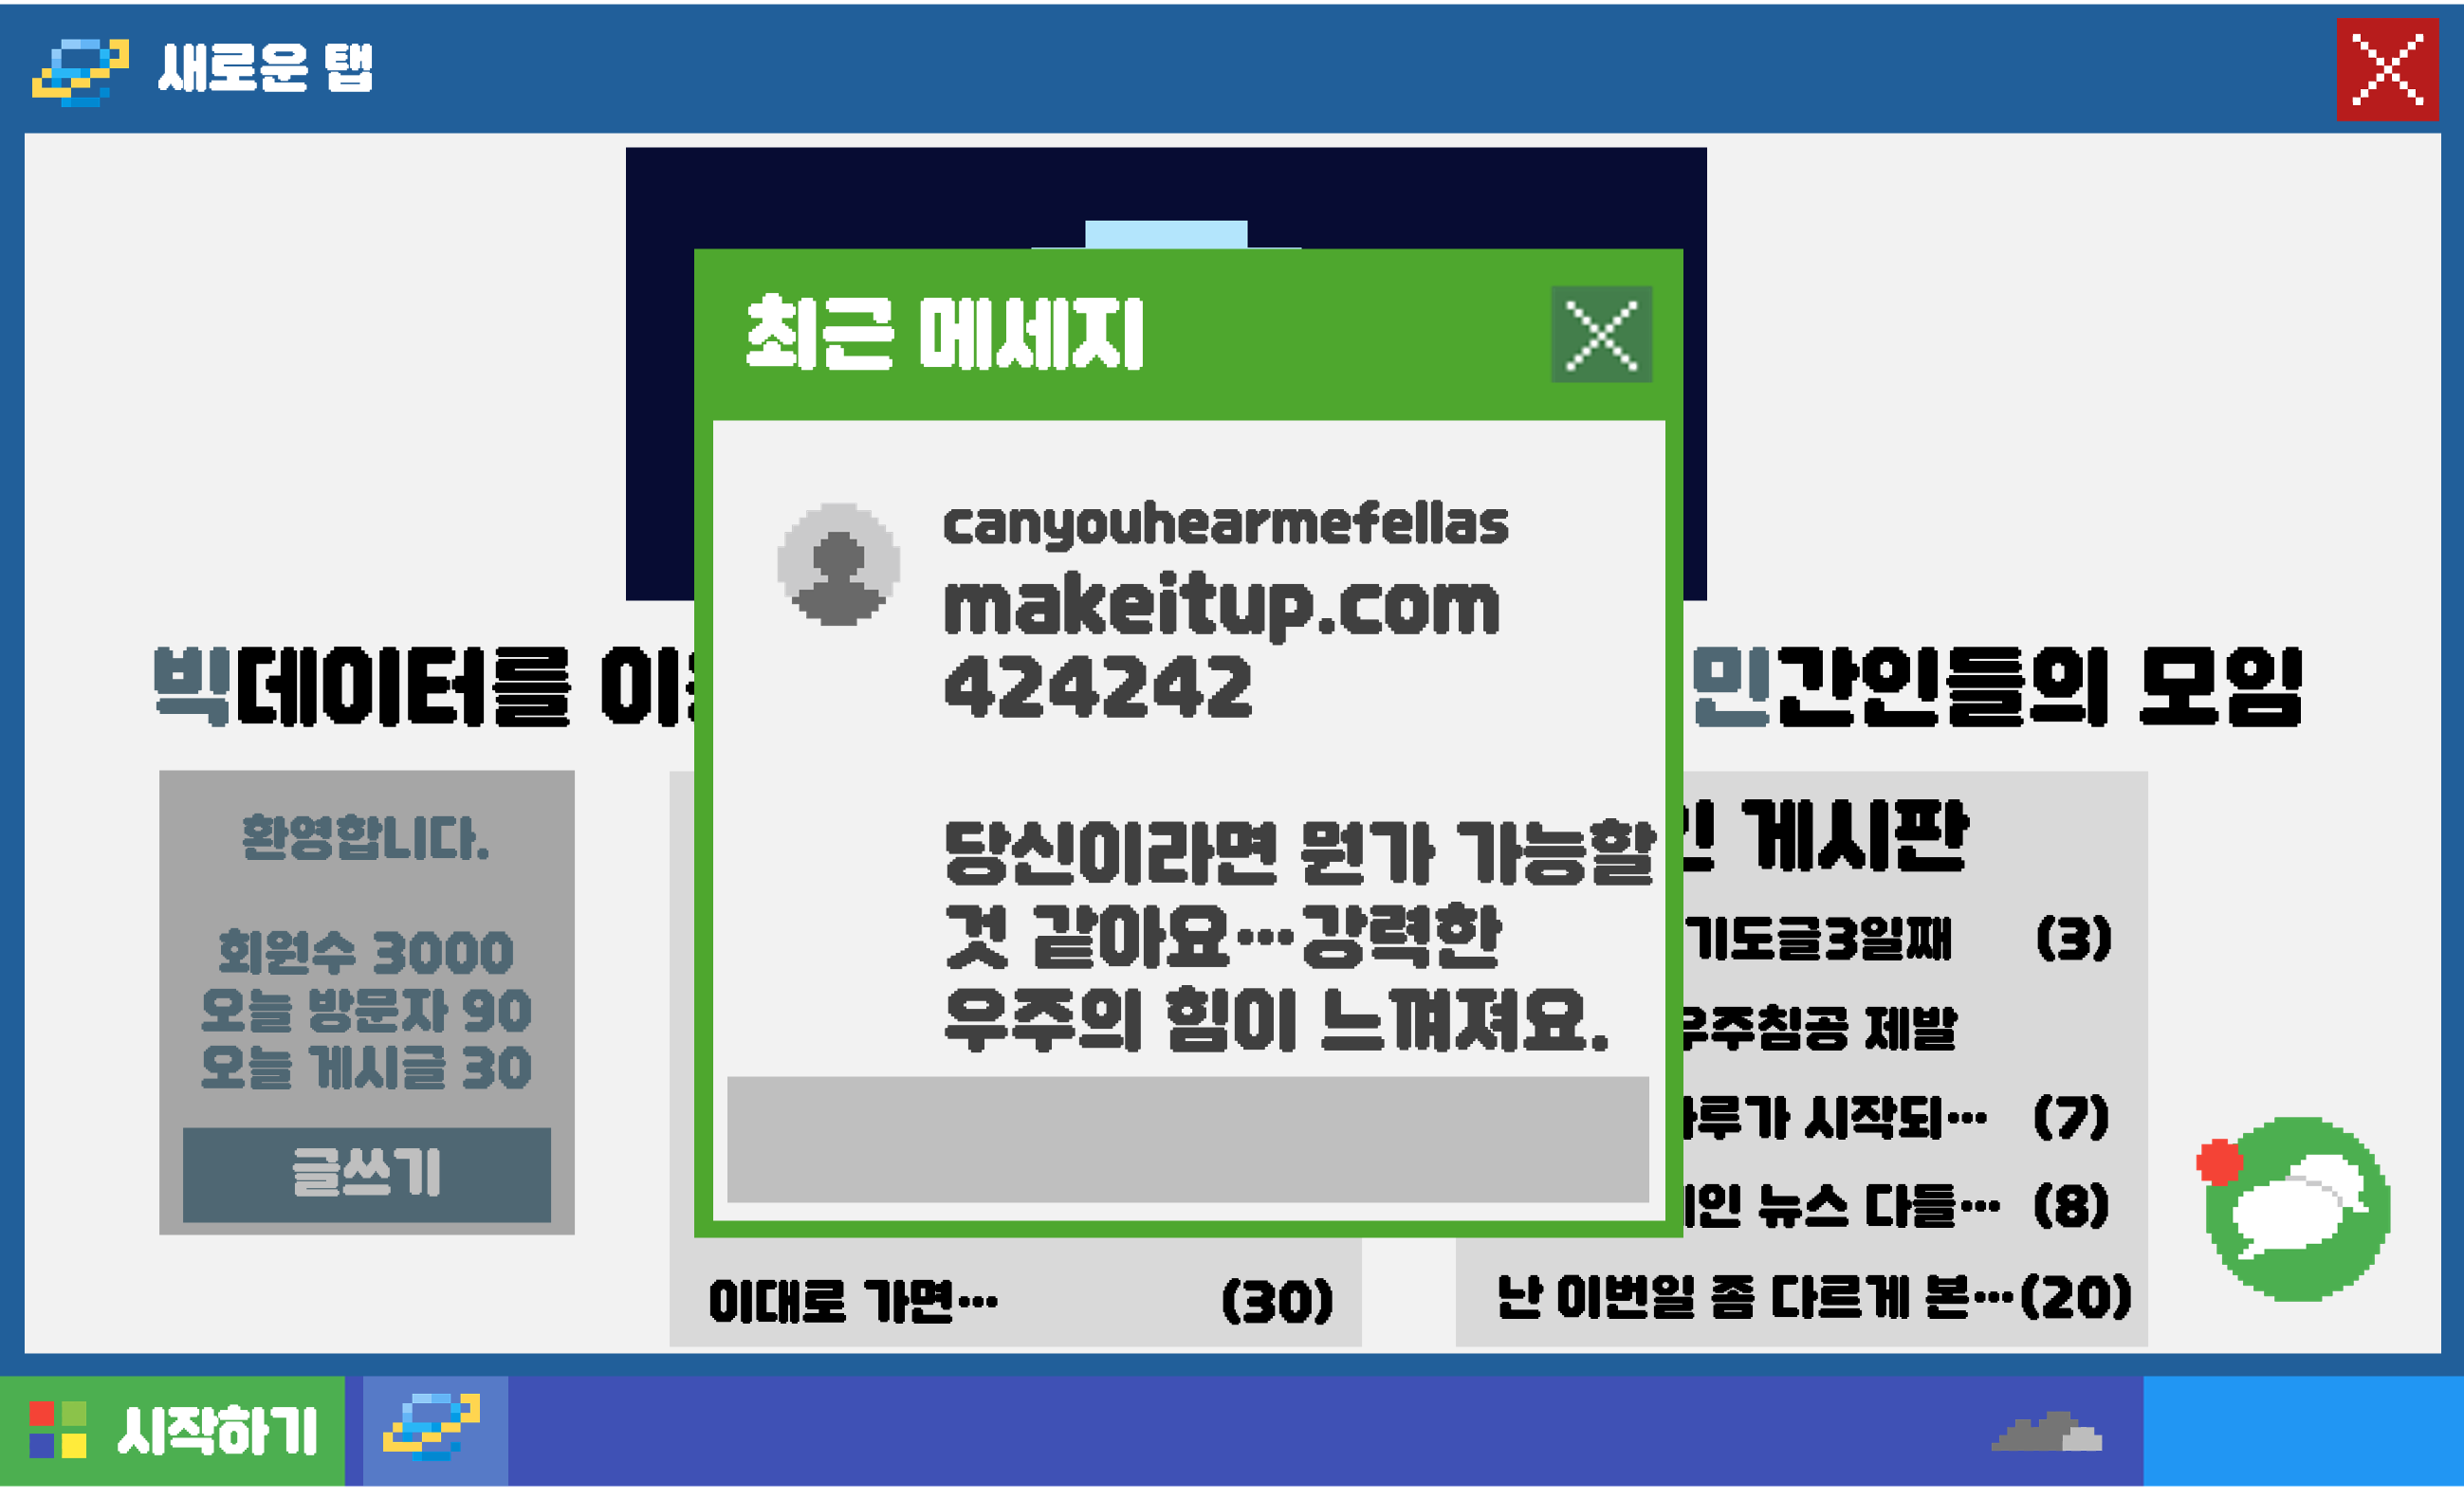 새로운 탭
최근 메세지
canyouhearmefellas
makeitup.com
424242
당신이라면 뭔가 가능할
것 같아요…강력한
우주의 힘이 느껴져요.
빅데이터를
민간인들의 모임
환영합니다.
회원수 3000
오늘 방문자 90
오늘 게시글 30
글쓰기
이대로 가면… (30)
게시판
기도글3일째 (3)
우주침공 제발
시작되… (7)
뉴스 다들… (8)
난 이번일 좀 다르게 본…(20)
시작하기